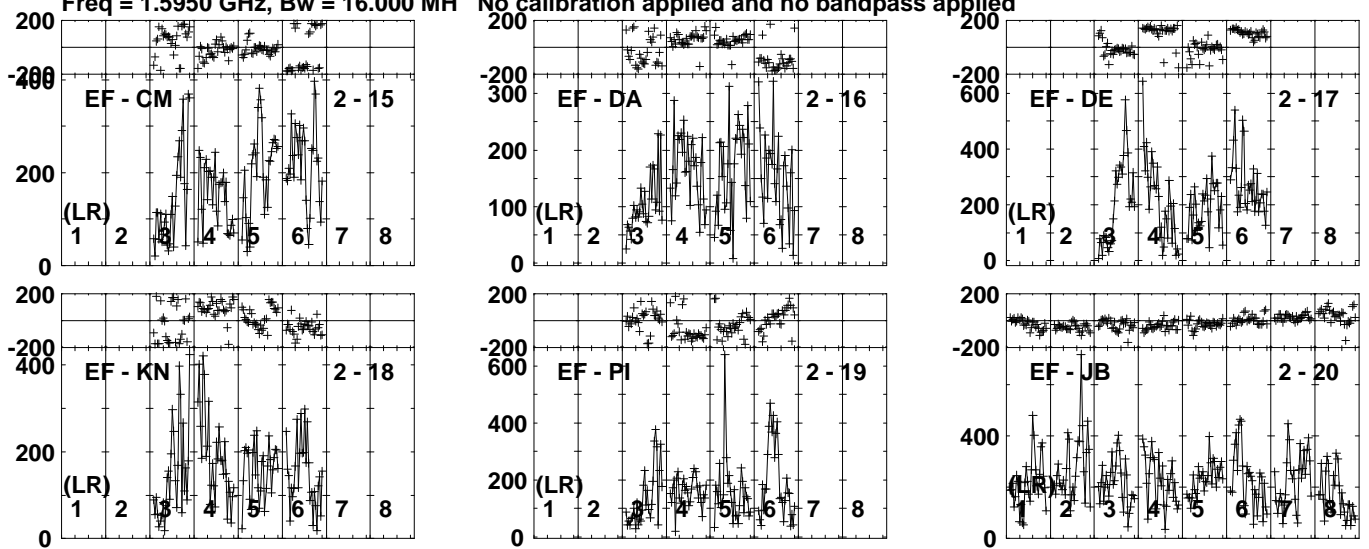 Freq = 1.5950 GHz, Bw = 16.000 MH No calibration applied and no bandpass applied
200
-200
400
200
0
EF - CM 2 - 15
(LR)
1 2 3 4 5 6 7 8
200
-200
300
200
100
0
EF - DA 2 - 16
(LR)
1 2 3 4 5 6 7 8
200
-200
600
400
200
0
EF - DE 2 - 17
(LR)
1 2 3 4 5 6 7 8
200
-200
400
200
0
EF - KN 2 - 18
(LR)
1 2 3 4 5 6 7 8
200
-200
600
400
200
0
EF - PI 2 - 19
(LR)
1 2 3 4 5 6 7 8
200
-200
400
0
EF - JB 2 - 20
(LR)
1 2 3 4 5 6 7 8